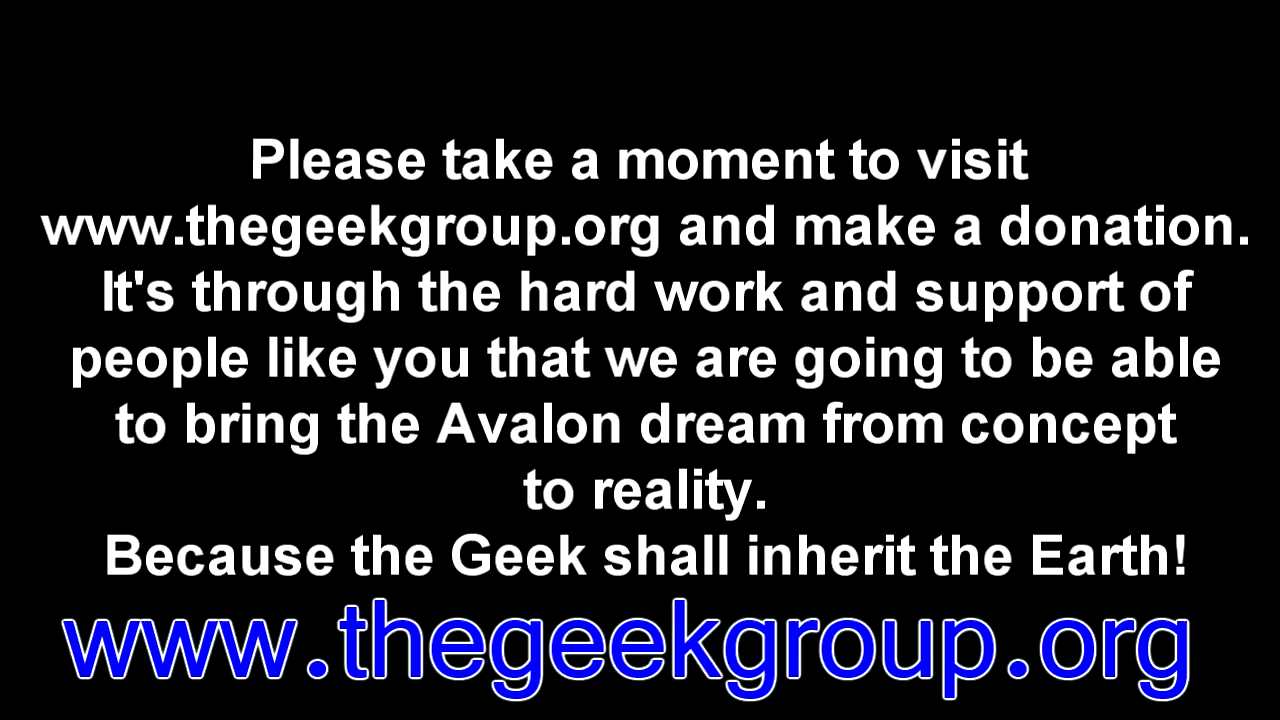 Please take a moment to visit
www.thegeekgroup.org and make a donation.
It's through the hard work and support of
people like you that we are going to be able
to bring the Avalon dream from concept
to reality.
Because the Geek shall inherit the Earth!
www.thegeekgroup.org